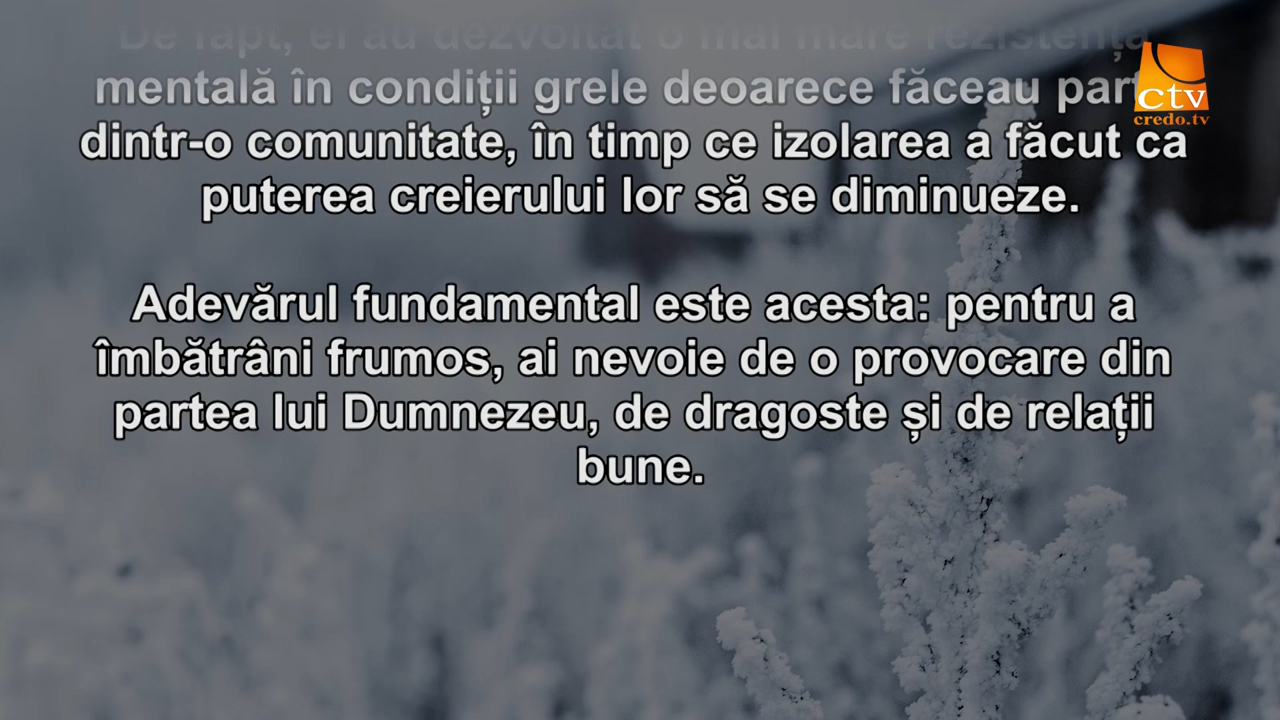 De fapt, ei au dezvoltat o mai mare rezistență
mentală în condiții grele deoarece făceau
dintr-o comunitate, în timp ce izolarea a făcut ca
puterea creierului lor să se diminueze.
Adevărul fundamental este acesta: pentru a
îmbătrâni frumos, ai nevoie de o provocare din
partea lui Dumnezeu, de dragoste și de relații
bune.
ctv
credo.tv